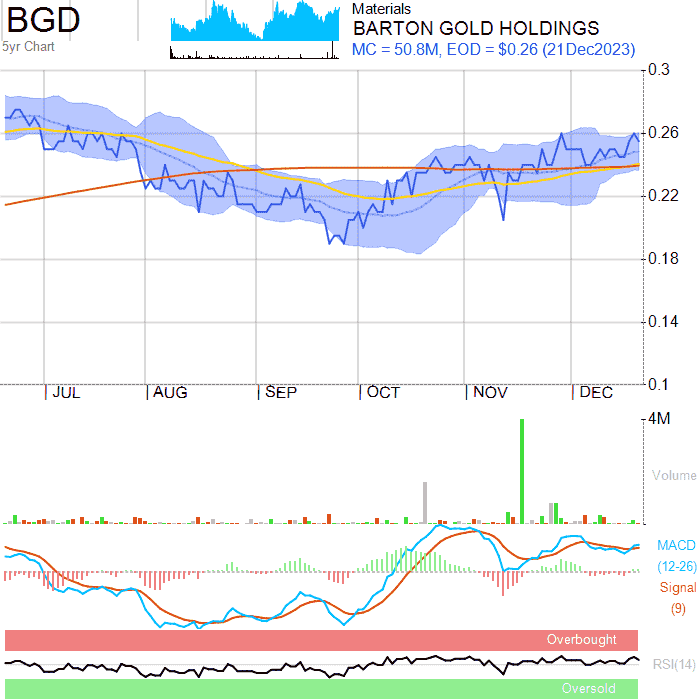 BGD
5yr Chart
Materials
BARTON GOLD HOLDINGS
MC = 50.8M, EOD = $0.26 (21Dec2023)
0.3
0.26
0.22
0.18
0.14
0.1
JUL AUG SEP OCT NOV DEC
4M
Volume
MACD
(12-26)
Signal
(9)
Overbought
RSI(14)
Oversold